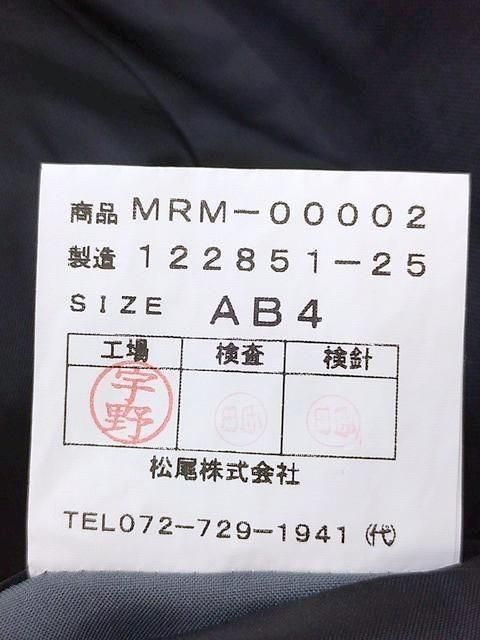 商品 MRM-00002
製造 122851-25
SIZE AB4
工場 検査 検針
宇野
松尾株式会社
TEL072-729-1941 (代)